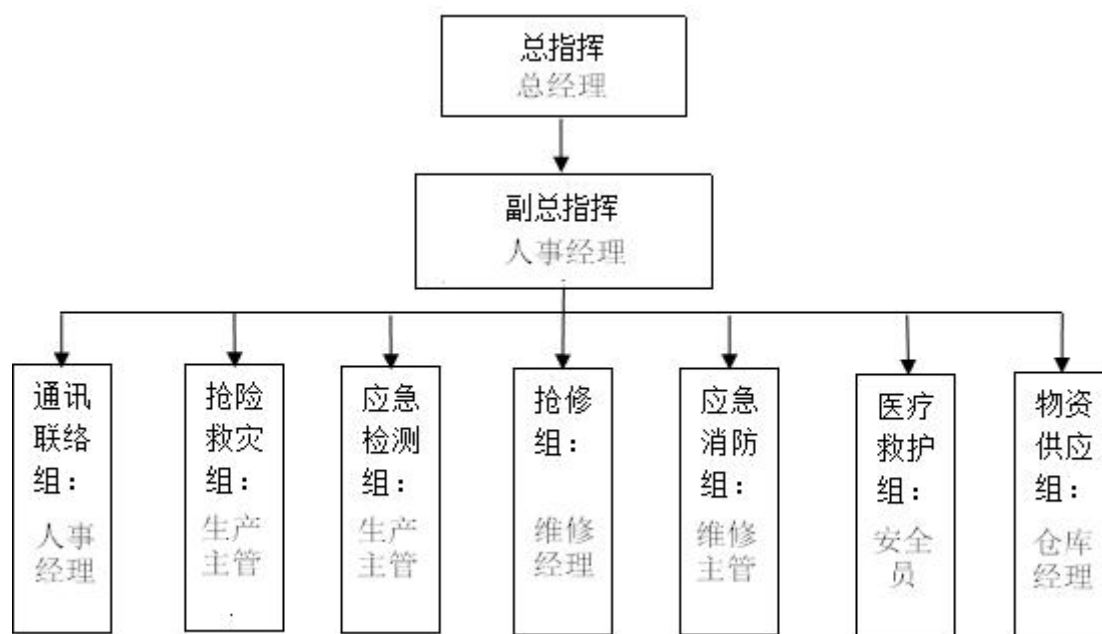 总指挥
总经理
副总指挥
人事经理
通讯
联络
组：
人事
经理
抢险
救灾
组：
生产
主管
应急
检测
组：
生产
主管
抢修
组：
维修
经理
应急
消防
组：
维修
主管
医疗
救护
组：
安全
员
物资
供应
组：
仓库
经理